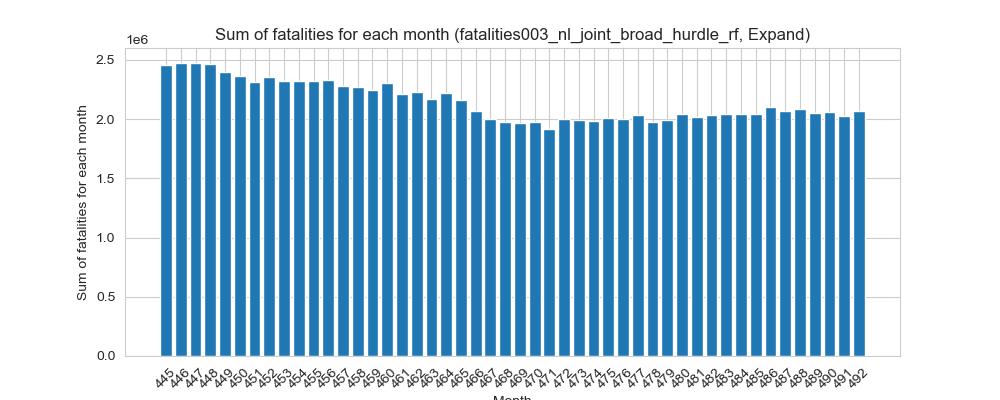 Sum of fatalities for each month (fatalities003_nl_joint_broad_hurdle_rf, Expand)
1e6
2.5
2.0
1.5
1.0
0.5
0.0
Sum of fatalities for each month
445 446 447 448 449 450 451 452 453 454 455 456 457 458 459 460 461 462 463 464 465 466 467 468 469 470 471 472 473 474 475 476 477 478 479 480 481 482 483 484 485 486 487 488 489 490 491 492
Month